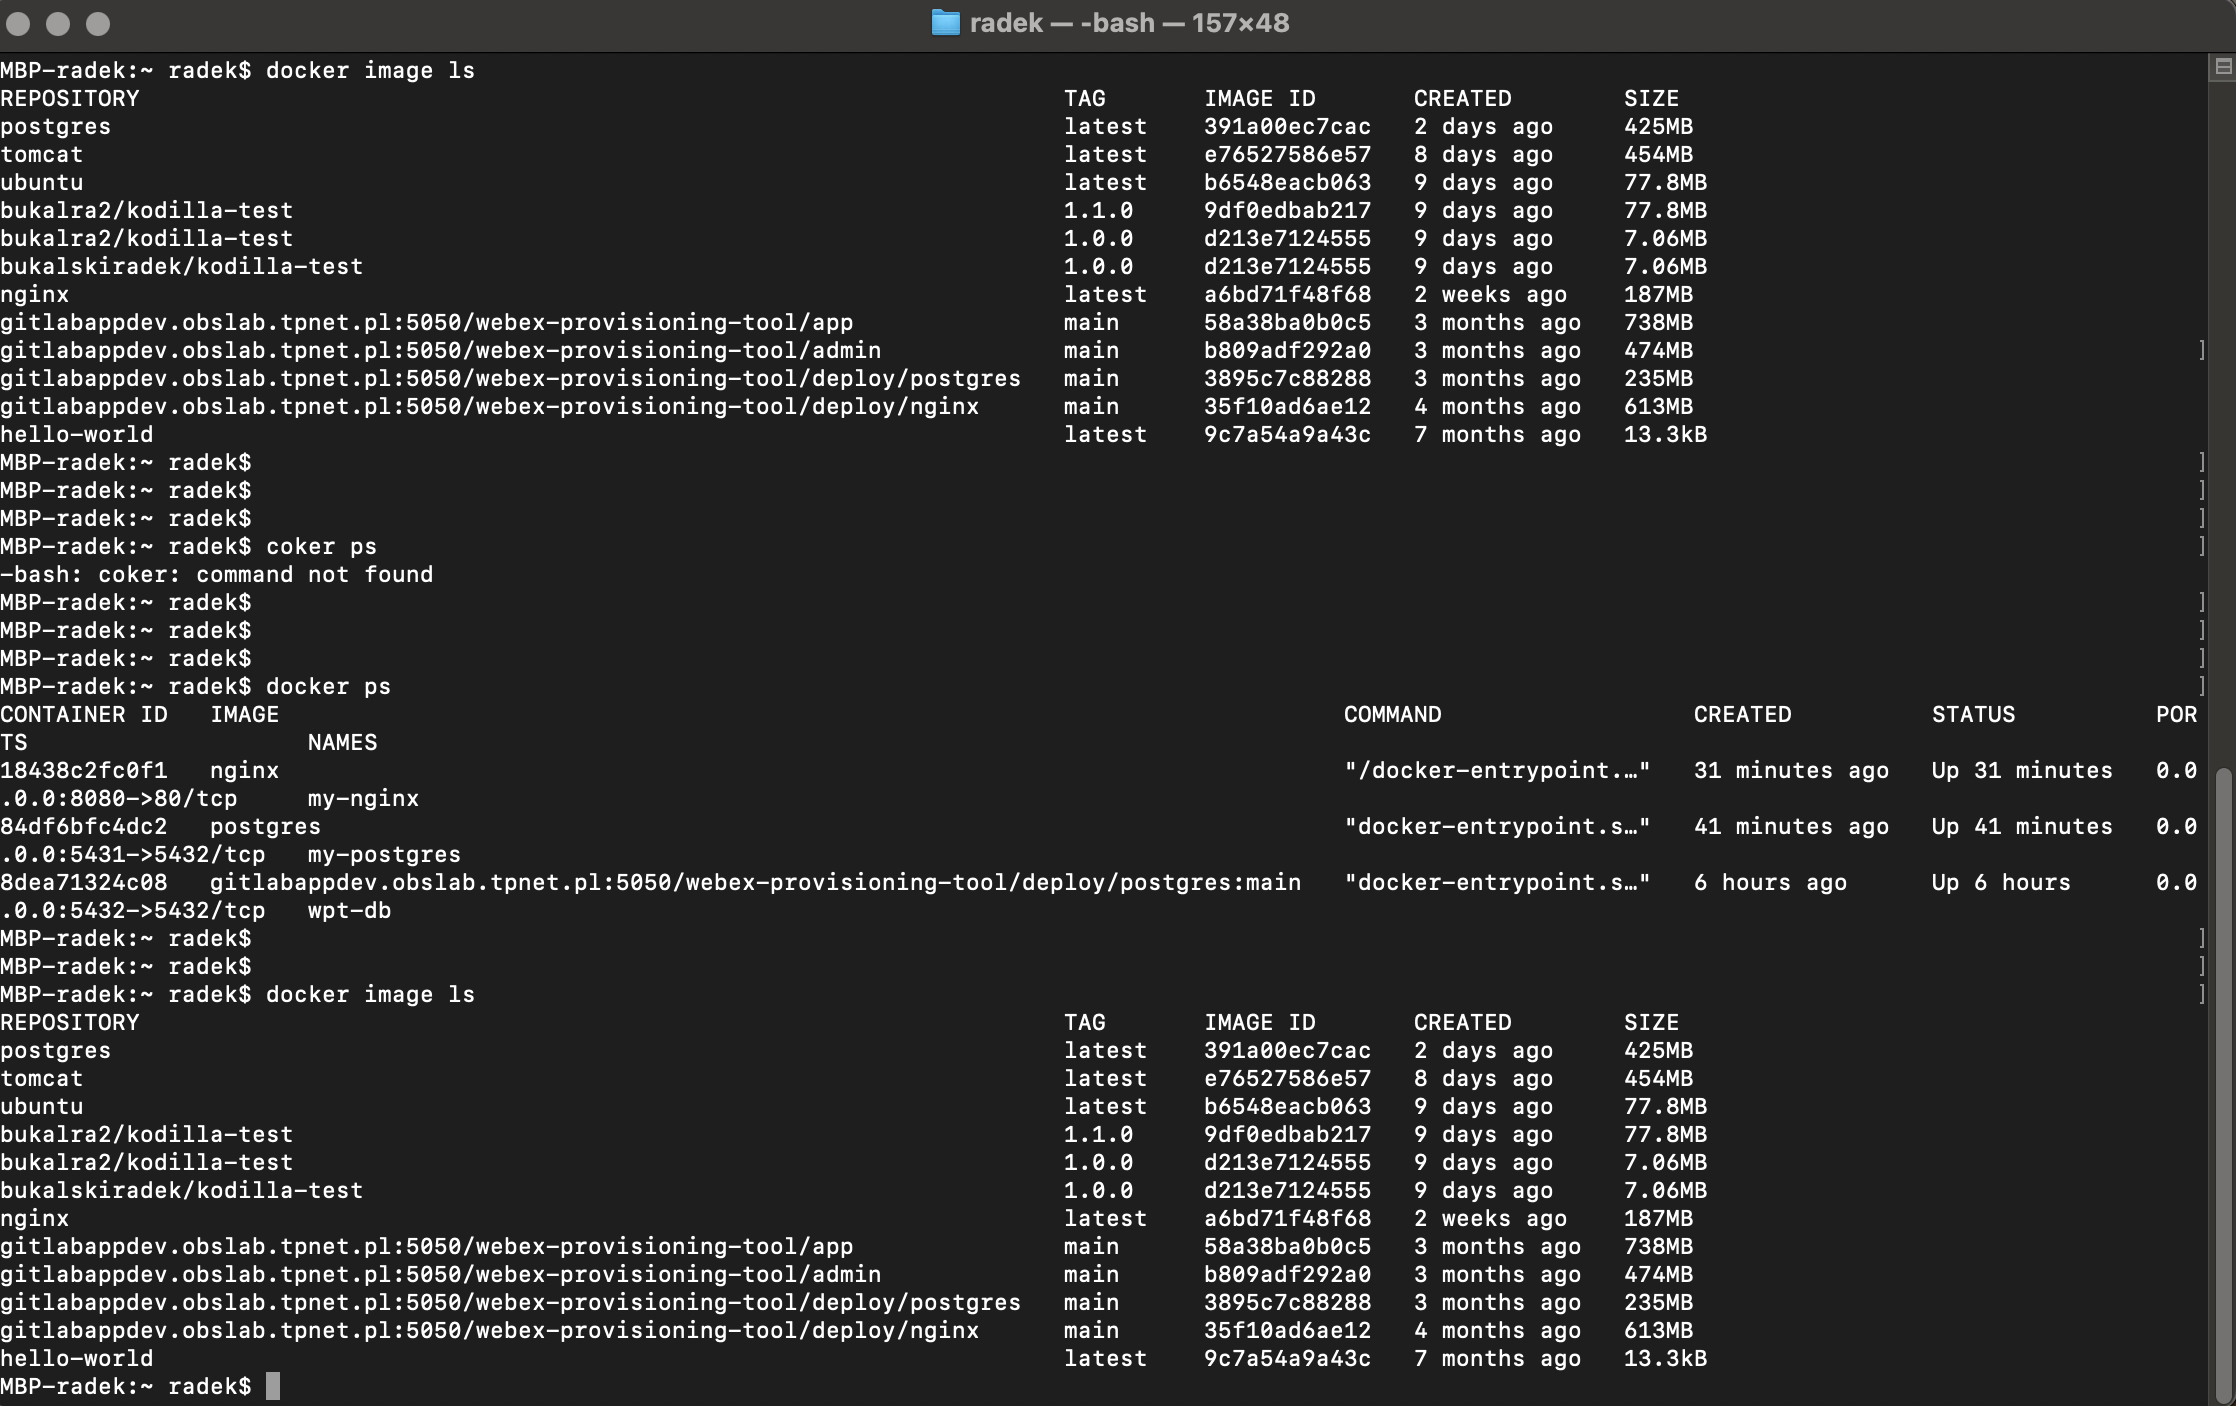 radek — -bash — 157×48
MBP-radek:~ radek$ docker image ls
REPOSITORY TAG IMAGE ID CREATED SIZE
postgres latest 391a00ec7cac 2 days ago 425MB
tomcat latest e76527586e57 8 days ago 454MB
ubuntu latest b6548eacb063 9 days ago 77.8MB
bukalra2/kodilla-test 1.1.0 9df0edbab217 9 days ago 77.8MB
bukalra2/kodilla-test 1.0.0 d213e7124555 9 days ago 7.06MB
bukalskiradek/kodilla-test 1.0.0 d213e7124555 9 days ago 7.06MB
nginx latest a6bd71f48f68 2 weeks ago 187MB
gitlabappdev.obslab.tpnet.pl:5050/webex-provisioning-tool/app main 58a38ba0b0c5 3 months ago 738MB
gitlabappdev.obslab.tpnet.pl:5050/webex-provisioning-tool/admin main b809adf292a0 3 months ago 474MB ]
gitlabappdev.obslab.tpnet.pl:5050/webex-provisioning-tool/deploy/postgres main 3895c7c88288 3 months ago 235MB
gitlabappdev.obslab.tpnet.pl:5050/webex-provisioning-tool/deploy/nginx main 35f10ad6ae12 4 months ago 613MB
hello-world latest 9c7a54a9a43c 7 months ago 13.3kB
MBP-radek:~ radek$ ]
MBP-radek:~ radek$ ]
MBP-radek:~ radek$ ]
MBP-radek:~ radek$ coker ps ]
-bash: coker: command not found
MBP-radek:~ radek$ ]
MBP-radek:~ radek$ ]
MBP-radek:~ radek$ ]
MBP-radek:~ radek$ docker ps ]
CONTAINER ID IMAGE COMMAND CREATED STATUS POR
TS NAMES
18438c2fc0f1 nginx "/docker-entrypoint.…" 31 minutes ago Up 31 minutes 0.0
.0.0:8080->80/tcp my-nginx
84df6bfc4dc2 postgres "docker-entrypoint.s…" 41 minutes ago Up 41 minutes 0.0
.0.0:5431->5432/tcp my-postgres
8dea71324c08 gitlabappdev.obslab.tpnet.pl:5050/webex-provisioning-tool/deploy/postgres:main "docker-entrypoint.s…" 6 hours ago Up 6 hours 0.0
.0.0:5432->5432/tcp wpt-db
MBP-radek:~ radek$ ]
MBP-radek:~ radek$ ]
MBP-radek:~ radek$ docker image ls ]
REPOSITORY TAG IMAGE ID CREATED SIZE
postgres latest 391a00ec7cac 2 days ago 425MB
tomcat latest e76527586e57 8 days ago 454MB
ubuntu latest b6548eacb063 9 days ago 77.8MB
bukalra2/kodilla-test 1.1.0 9df0edbab217 9 days ago 77.8MB
bukalra2/kodilla-test 1.0.0 d213e7124555 9 days ago 7.06MB
bukalskiradek/kodilla-test 1.0.0 d213e7124555 9 days ago 7.06MB
nginx latest a6bd71f48f68 2 weeks ago 187MB
gitlabappdev.obslab.tpnet.pl:5050/webex-provisioning-tool/app main 58a38ba0b0c5 3 months ago 738MB
gitlabappdev.obslab.tpnet.pl:5050/webex-provisioning-tool/admin main b809adf292a0 3 months ago 474MB
gitlabappdev.obslab.tpnet.pl:5050/webex-provisioning-tool/deploy/postgres main 3895c7c88288 3 months ago 235MB
gitlabappdev.obslab.tpnet.pl:5050/webex-provisioning-tool/deploy/nginx main 35f10ad6ae12 4 months ago 613MB
hello-world latest 9c7a54a9a43c 7 months ago 13.3kB
MBP-radek:~ radek$